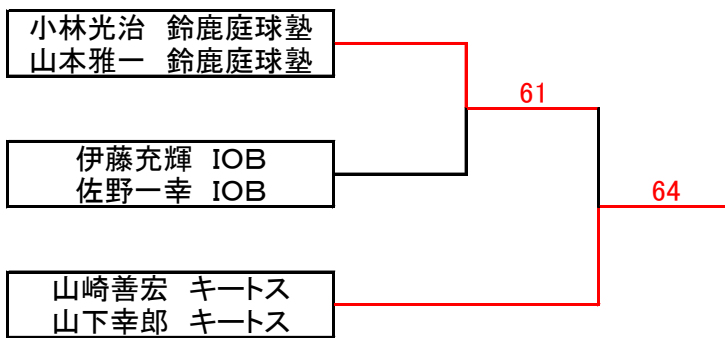 小林光治 鈴鹿庭球塾
山本雅一 鈴鹿庭球塾
61
伊藤充輝 IOB
佐野一幸 IOB
64
山崎善宏 キートス
山下幸郎 キートス